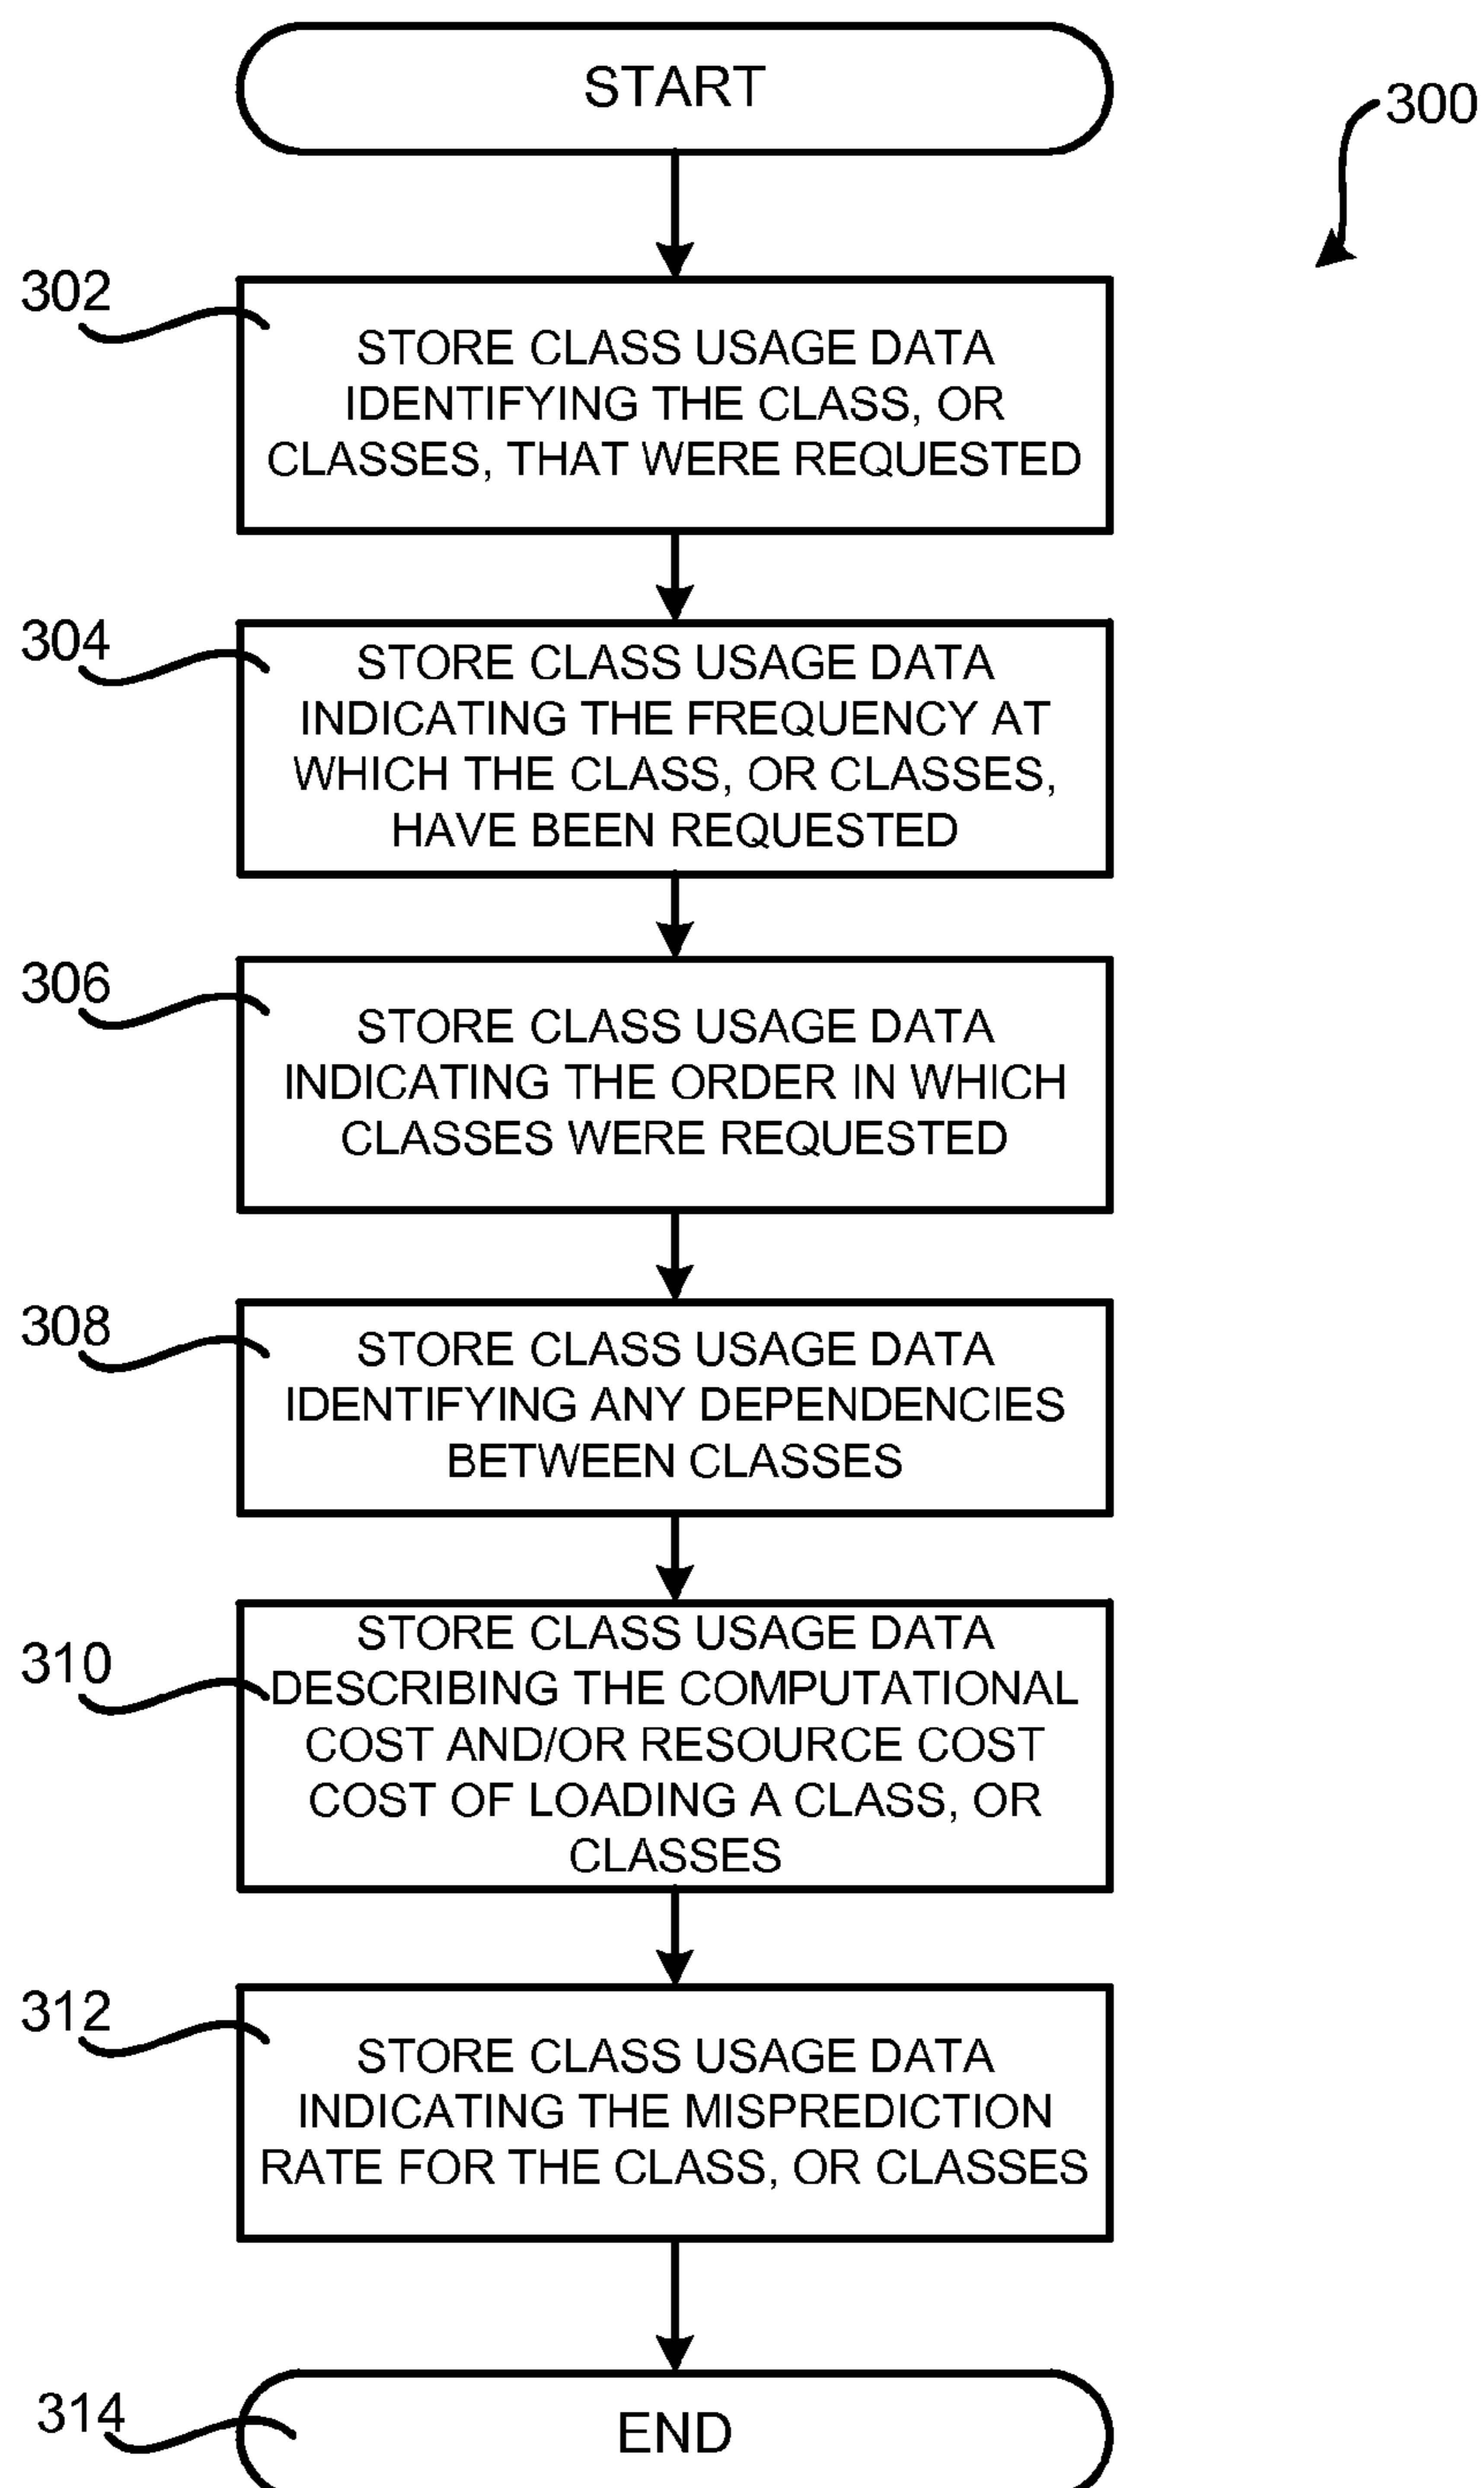 START
300
302
STORE CLASS USAGE DATA
IDENTIFYING THE CLASS, OR
CLASSES, THAT WERE REQUESTED
304
STORE CLASS USAGE DATA
INDICATING THE FREQUENCY AT
WHICH THE CLASS, OR CLASSES,
HAVE BEEN REQUESTED
306
STORE CLASS USAGE DATA
INDICATING THE ORDER IN WHICH
CLASSES WERE REQUESTED
308
STORE CLASS USAGE DATA
IDENTIFYING ANY DEPENDENCIES
BETWEEN CLASSES
310
STORE CLASS USAGE DATA
DESCRIBING THE COMPUTATIONAL
COST AND/OR RESOURCE COST
COST OF LOADING A CLASS, OR
CLASSES
312
STORE CLASS USAGE DATA
INDICATING THE MISPREDICTION
RATE FOR THE CLASS, OR CLASSES
314
END